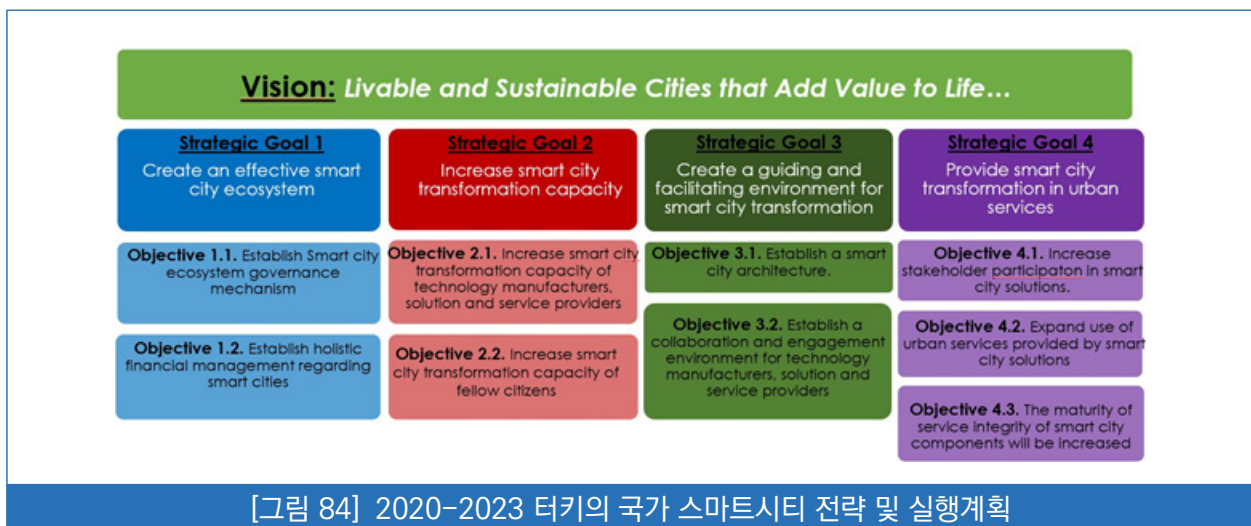 Vision: Livable and Sustainable Cities that Add Value to Life...
Strategic Goal 1
Create an effective smart
city ecosystem
Objective 1.1. Establish Smart city
ecosystem governance
mechanism
Objective 1.2. Establish holistic
financial management regarding
smart cities
Strategic Goal 2
Increase smart city
transformation capacity
Objective 2.1. Increase smart city
transformation capacity of
technology manufacturers,
solution and service providers
Objective 2.2. Increase smart
city transformation capacity of
fellow citizens
Strategic Goal 3
Create a guiding and
facilitating environment for
smart city transformation
Objective 3.1. Establish a smart
city architecture.
Objective 3.2. Establish a
collaboration and engagement
environment for technology
manufacturers, solution and
service providers
Strategic Goal 4
Provide smart city
transformation in urban
services
Objective 4.1. Increase
stakeholder participaton in smart
city solutions.
Objective 4.2. Expand use of
urban services provided by smart
city solutions
Objective 4.3. The maturity of
service integrity of smart city
components will be increased
[그림 84] 2020-2023 터키의 국가 스마트시티 전략 및 실행계획